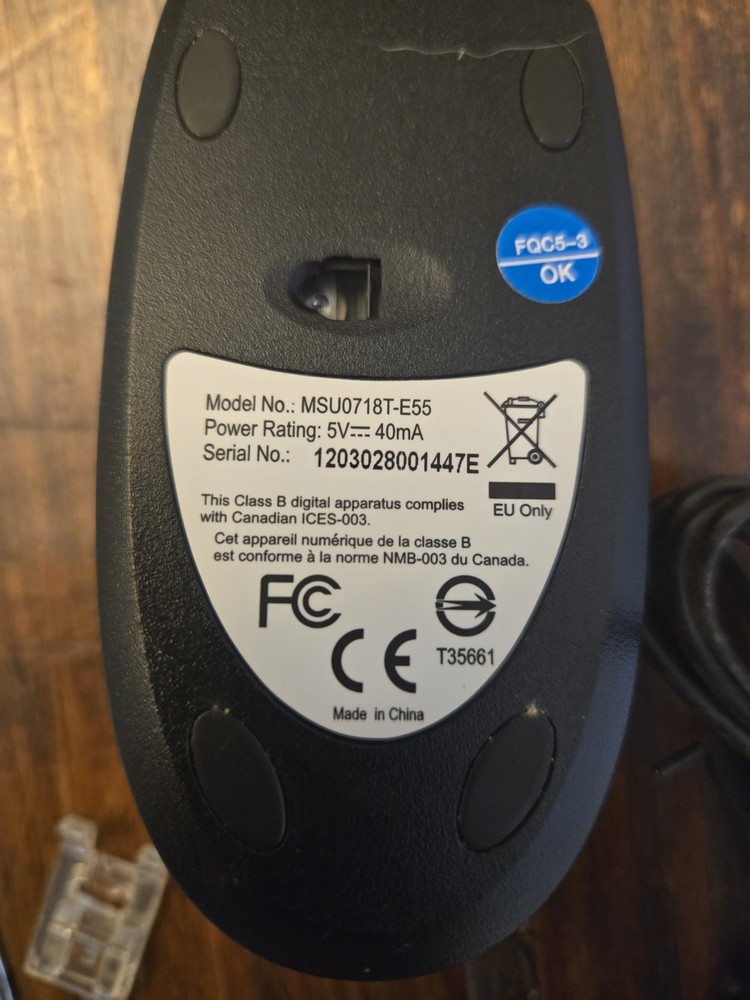 FQC5-3
OK
Model No.: MSU0718T-E55
Power Rating: 5V⎓ 40mA
Serial No.: 1203028001447E
EU Only
This Class B digital apparatus complies
with Canadian ICES-003.
Cet appareil numérique de la classe B
est conforme à la norme NMB-003 du Canada.
FC
CE
T35661
Made in China